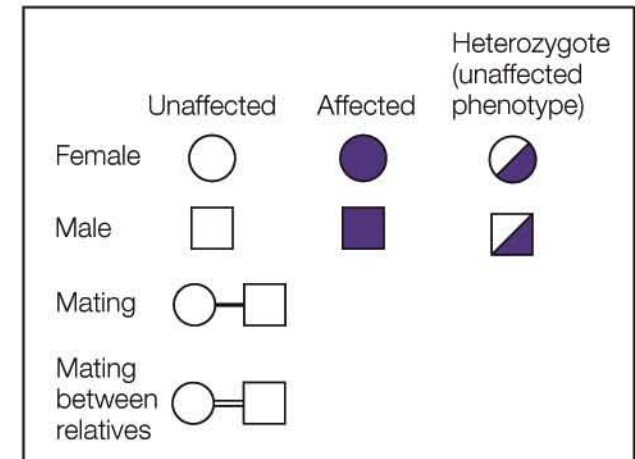 Heterozygote
(unaffected
Unaffected Affected phenotype)
Female
Male
Mating
Mating
between
relatives